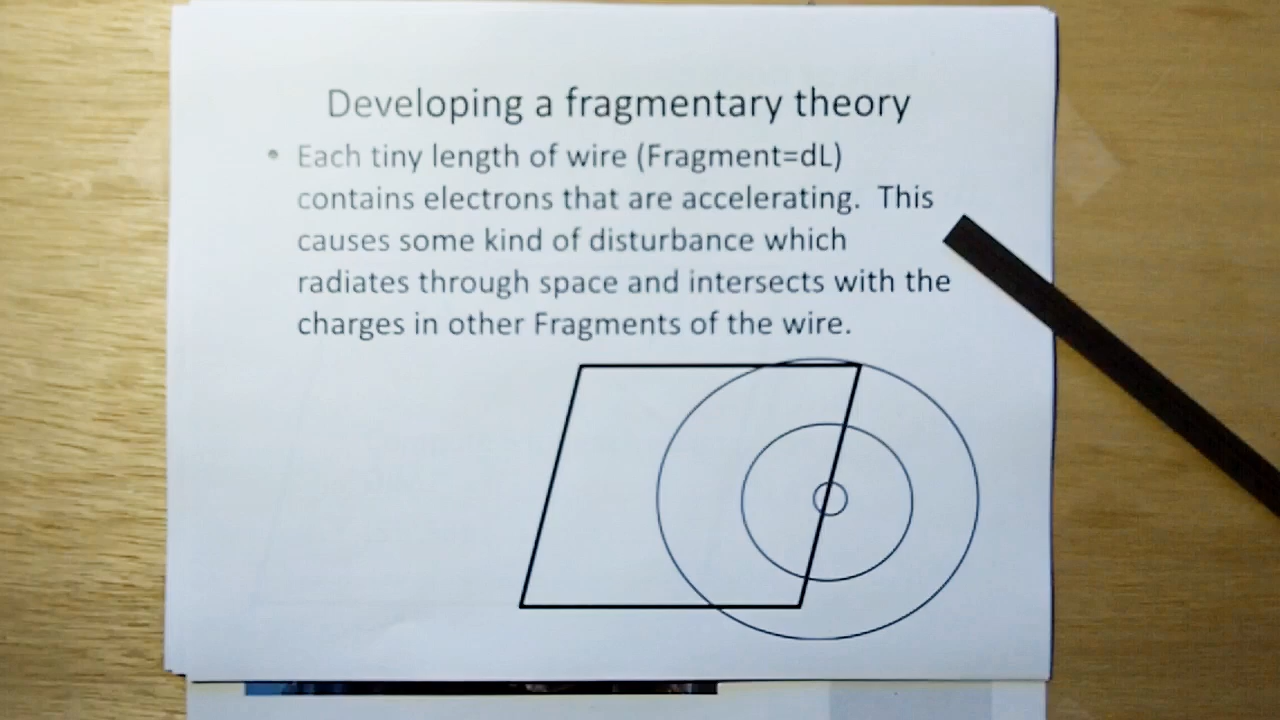 Developing a fragmentary theory
• Each tiny length of wire (Fragment=dL)
contains electrons that are accelerating. This
causes some kind of disturbance which
radiates through space and intersects with the
charges in other Fragments of the wire.